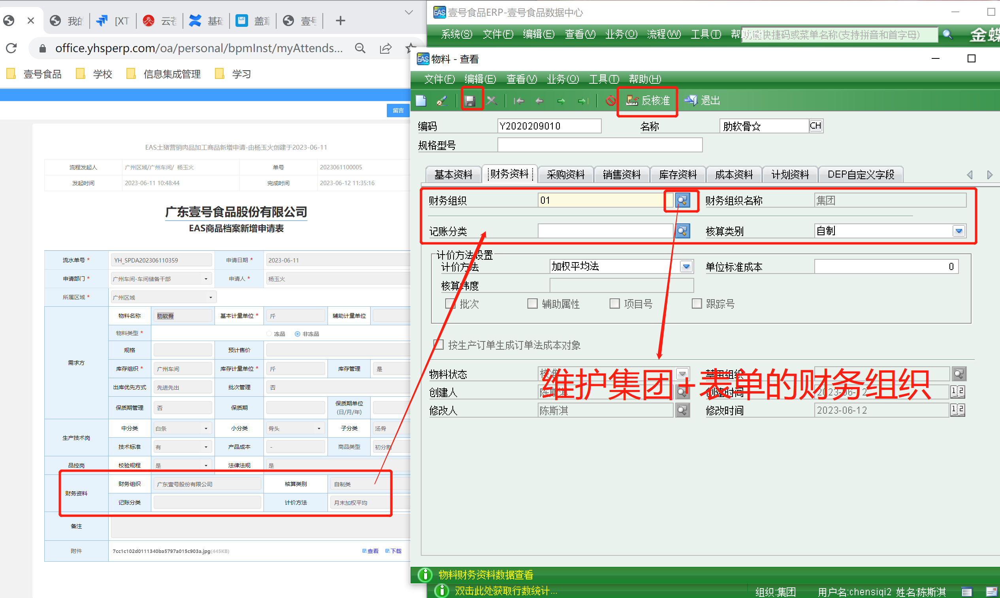 我的
[XT
基础
盖章
壹号
office.yhsperp.com/oa/personal/bpmInst/myAttends...
壹号食品
学校
信息集成管理
学习
留言
EAS土猪营销肉品加工商品新增申请-由杨玉火创建于2023-06-11
流程发起人 广州区域/广州车间/ 杨玉火 单号 2023061100005
发起时间 2023-06-11 10:48:44 完成时间 2023-06-12 11:35:16
广东壹号食品股份有限公司
EAS商品档案新增申请表
流水单号 * YH_SPDA202306110359 申请日期 * 2023-06-11
申请部门 * 广州车间-车间储备干部 申请人 * 杨玉火
所属区域 * 广州区域
需求方
物料名称 肋软骨 基本计量单位 * 斤 辅助计量单位
物料类型 * 冻品 非冻品
规格 预计售价
库存组织 * 广州车间 库存计量单位 * 斤 库存管理 是
出库优先方式 先进先出 批次管理 否
保质期管理 否 保质期 保质期单位
(日/月/年)
生产技术岗
中分类 白条 小分类 骨头 子分类 汤骨
技术标准 有 产品成本 - 商品类型 初分割
品控岗 校验规程 是 法律法规 是
财务资料
财务组织 广东壹号股份有限公司 核算类别 自制类
记账分类 计价方法 月末加权平均
备注
附件 7cc1c102d0111340ba5797a015c903a.jpg(445KB) 查看 下载
EAS 壹号食品ERP-壹号食品数据中心
系统(S) 文件(F) 编辑(E) 查看(V) 业务(O) 流程(W) 工具(T) 帮助
快捷码或菜单名称(支持拼音和首字母)
金蝶
EAS 物料 - 查看
文件(F) 编辑(E) 查看(V) 业务(O) 工具(T) 帮助(H)
反核准 退出
编码 Y2020209010 名称 肋软骨☆ CH
规格型号
基本资料 财务资料 采购资料 销售资料 库存资料 成本资料 计划资料 DEP自定义字段
财务组织 01 财务组织名称 集团
记账分类 核算类别 自制
计价方法设置
计价方法 加权平均法 单位标准成本 0
核算纬度
批次 辅助属性 项目号 跟踪号
按生产订单生成订单法成本对象
维护集团+表单的财务组织
物料状态 核准 禁用组织
创建人 陈斯淇 创建时间 2023-06-12
修改人 陈斯淇 修改时间 2023-06-12
物料财务资料数据查看
双击此处获取行数统计...
组织:集团 用户名:chensiqi2 姓名:陈斯淇